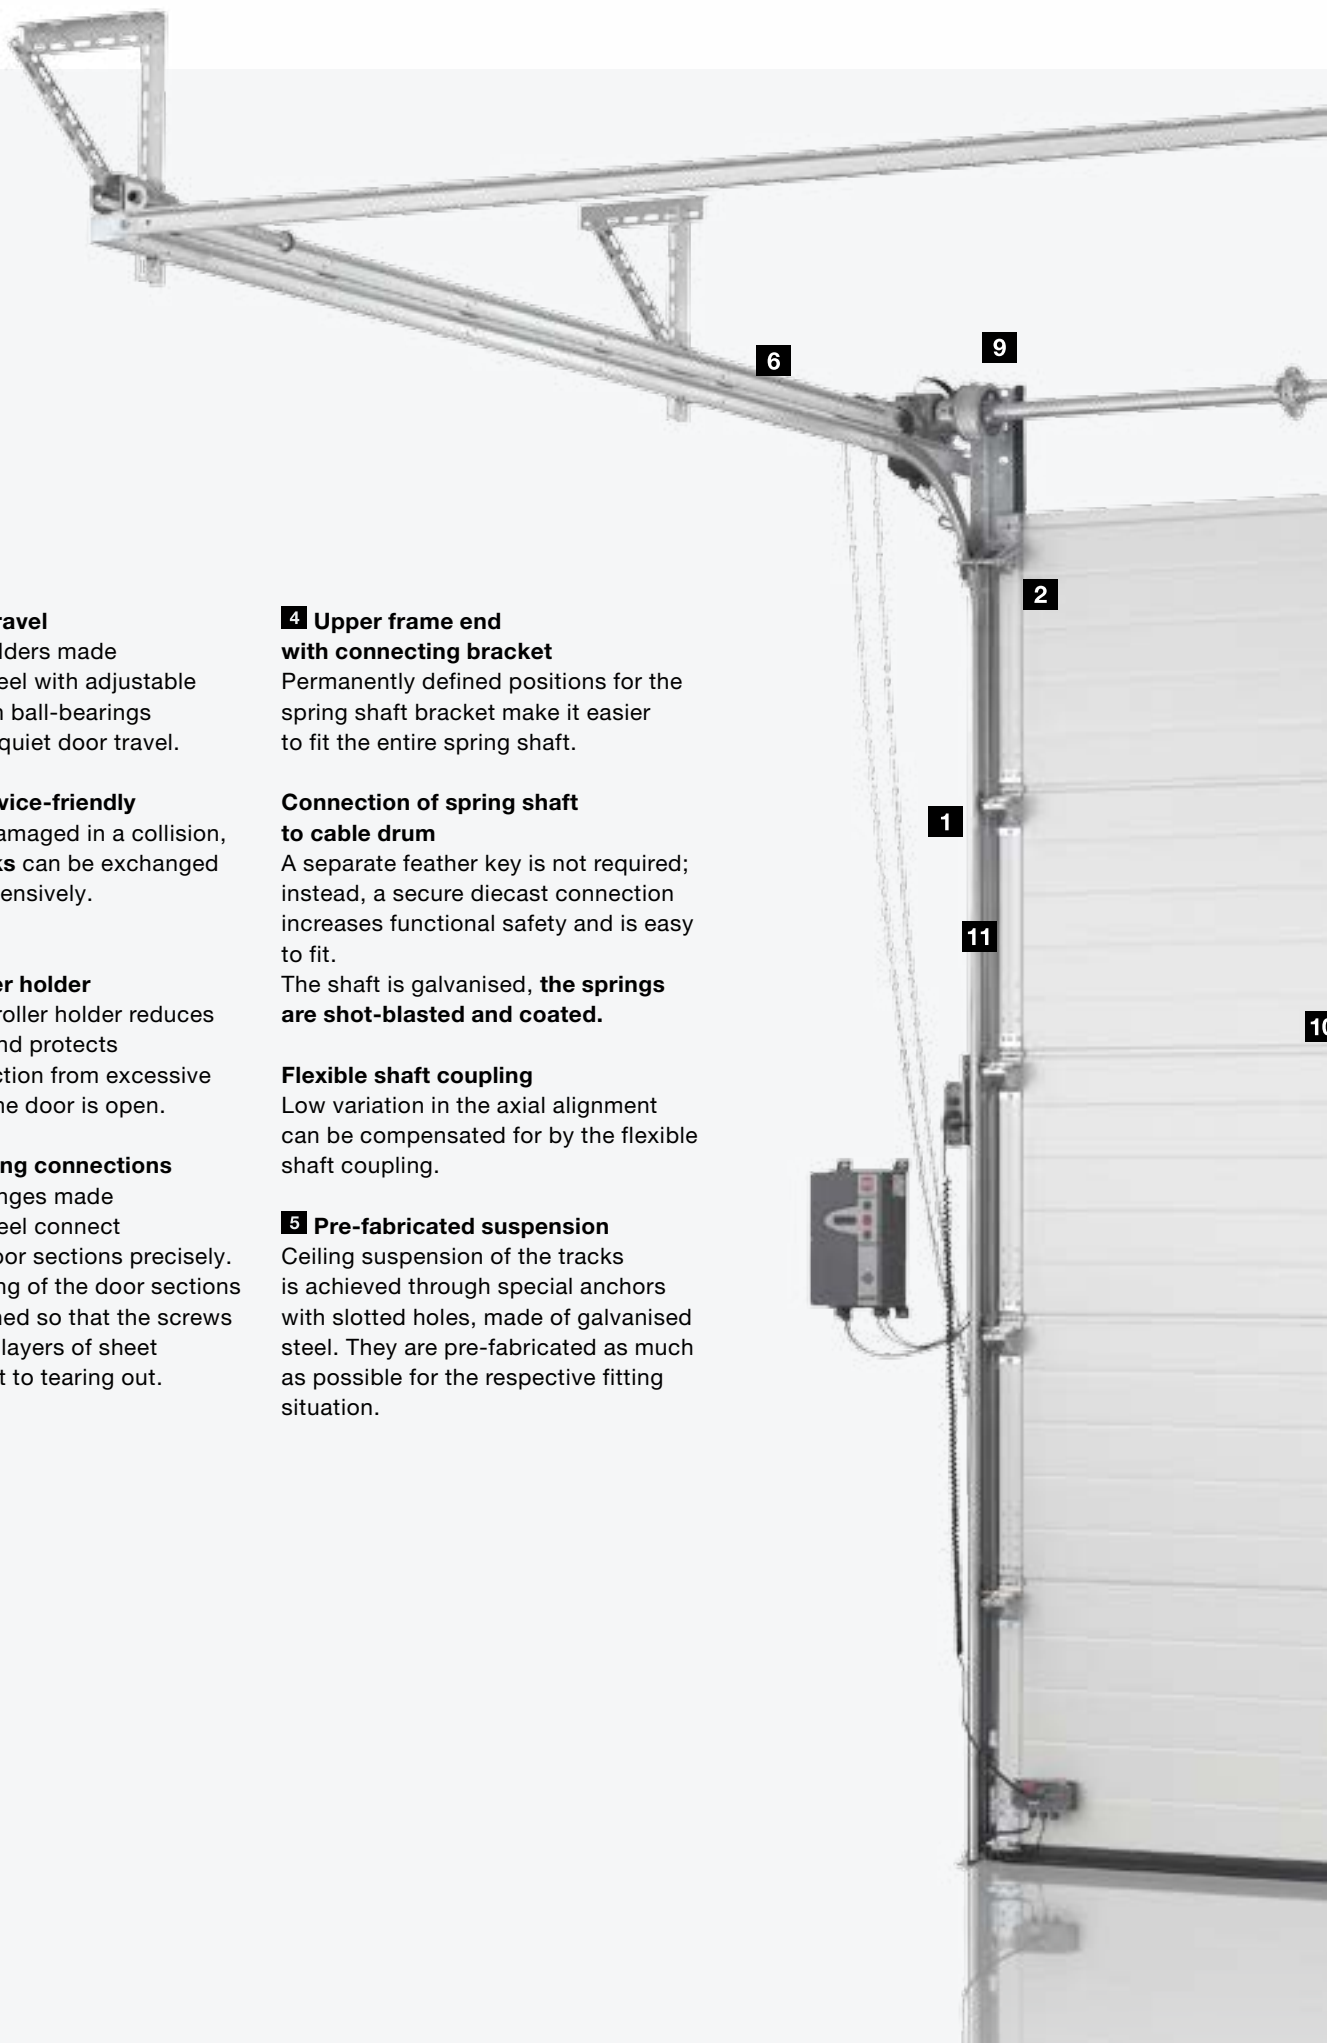 ravel
lders made
eel with adjustable
n ball-bearings
quiet door travel.
vice-friendly
amaged in a collision,
ks can be exchanged
ensively.
er holder
roller holder reduces
nd protects
ction from excessive
ne door is open.
ng connections
nges made
eel connect
oor sections precisely.
ng of the door sections
ned so that the screws
layers of sheet
t to tearing out.
4 Upper frame end
with connecting bracket
Permanently defined positions for the
spring shaft bracket make it easier
to fit the entire spring shaft.
Connection of spring shaft
to cable drum
A separate feather key is not required;
instead, a secure diecast connection
increases functional safety and is easy
to fit.
The shaft is galvanised, the springs
are shot-blasted and coated.
Flexible shaft coupling
Low variation in the axial alignment
can be compensated for by the flexible
shaft coupling.
5 Pre-fabricated suspension
Ceiling suspension of the tracks
is achieved through special anchors
with slotted holes, made of galvanised
steel. They are pre-fabricated as much
as possible for the respective fitting
situation.
6
9
2
1
11
10